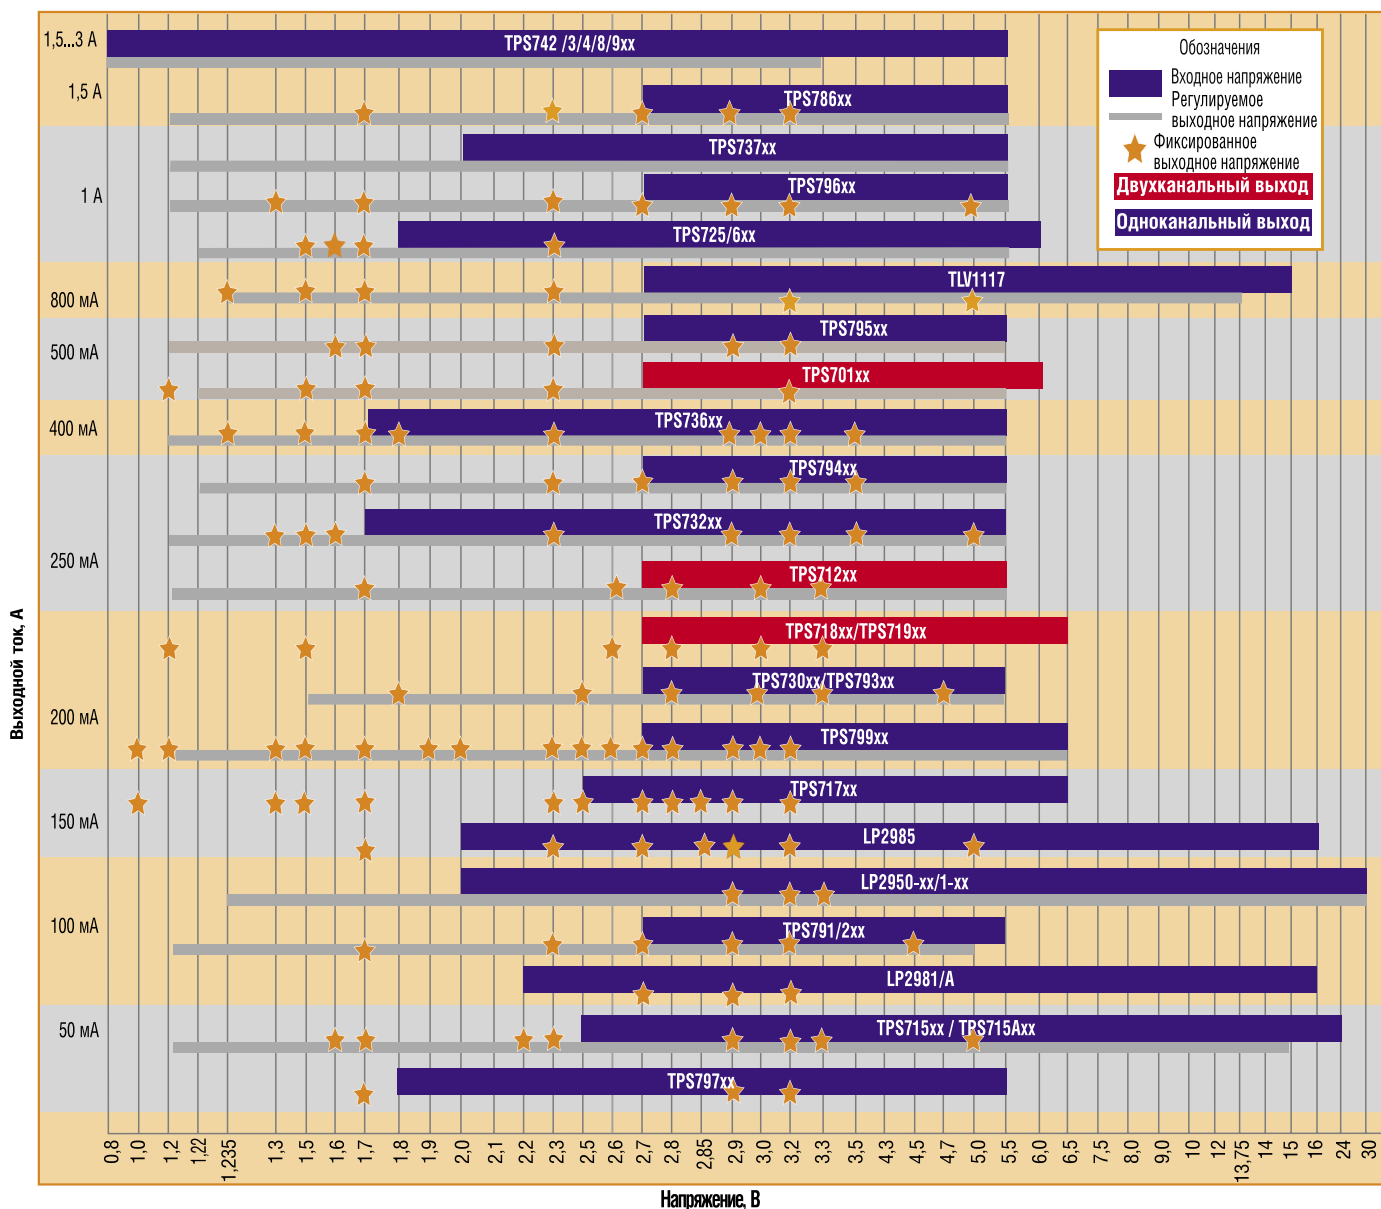 1,5...3 А
TPS742 /3/4/8/9xx
Обозначения
Входное напряжение
Регулируемое
выходное напряжение
Фиксированное
выходное напряжение
Двухканальный выход
Одноканальный выход
1,5 А
TPS786xx
TPS737xx
1 А
TPS796xx
TPS725/6xx
800 мА
TLV1117
TPS795xx
500 мА
TPS701xx
400 мА
TPS736xx
TPS794xx
TPS732xx
250 мА
TPS712xx
TPS718xx/TPS719xx
TPS730xx/TPS793xx
200 мА
TPS799xx
TPS717xx
150 мА
LP2985
LP2950-xx/1-xx
100 мА
TPS791/2xx
LP2981/A
50 мА
TPS715xx / TPS715Axx
TPS797xx
Выходной ток, А
0,8 1,0 1,2 1,22 1,235 1,3 1,5 1,6 1,7 1,8 1,9 2,0 2,1 2,2 2,3 2,5 2,6 2,7 2,8 2,85 2,9 3,0 3,2 3,3 3,5 4,3 4,5 4,7 5,0 5,5 6,0 6,5 7,5 8,0 9,0 10 12 13,75 14 15 16 24 30
Напряжение, В